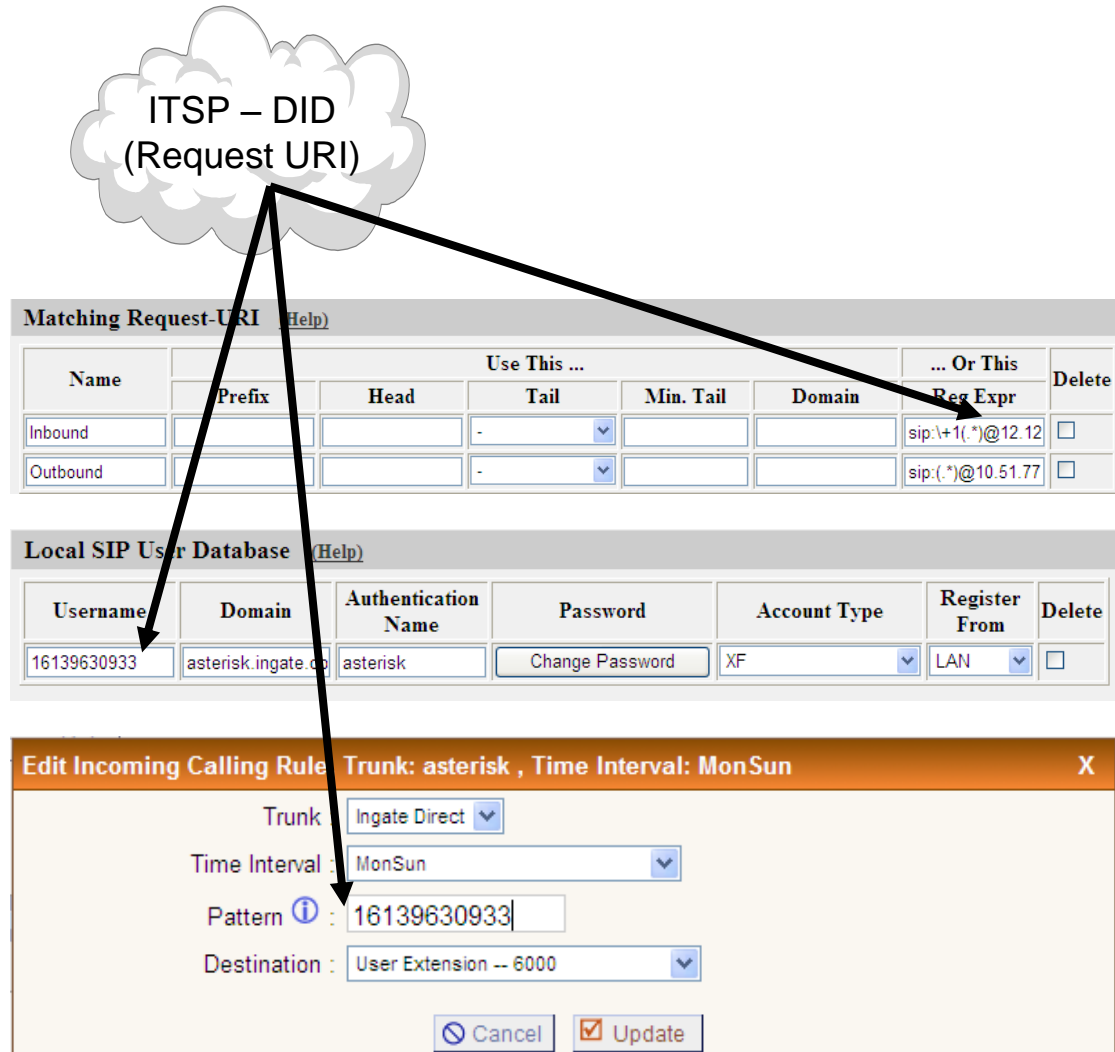 ITSP – DID
(Request URI)
Matching Request-URI (Help)
Name Use This ... ... Or This Delete
Prefix Head Tail Min. Tail Domain Reg Expr
Inbound - sip:\+1(.*)@12.12
Outbound - sip:(.*)@10.51.77
Local SIP User Database (Help)
Username Domain Authentication Name Password Account Type Register From Delete
16139630933 asterisk.ingate.co asterisk Change Password XF LAN
Edit Incoming Calling Rule Trunk: asterisk , Time Interval: MonSun X
Trunk : Ingate Direct
Time Interval : MonSun
Pattern i : 16139630933
Destination : User Extension -- 6000
Cancel Update